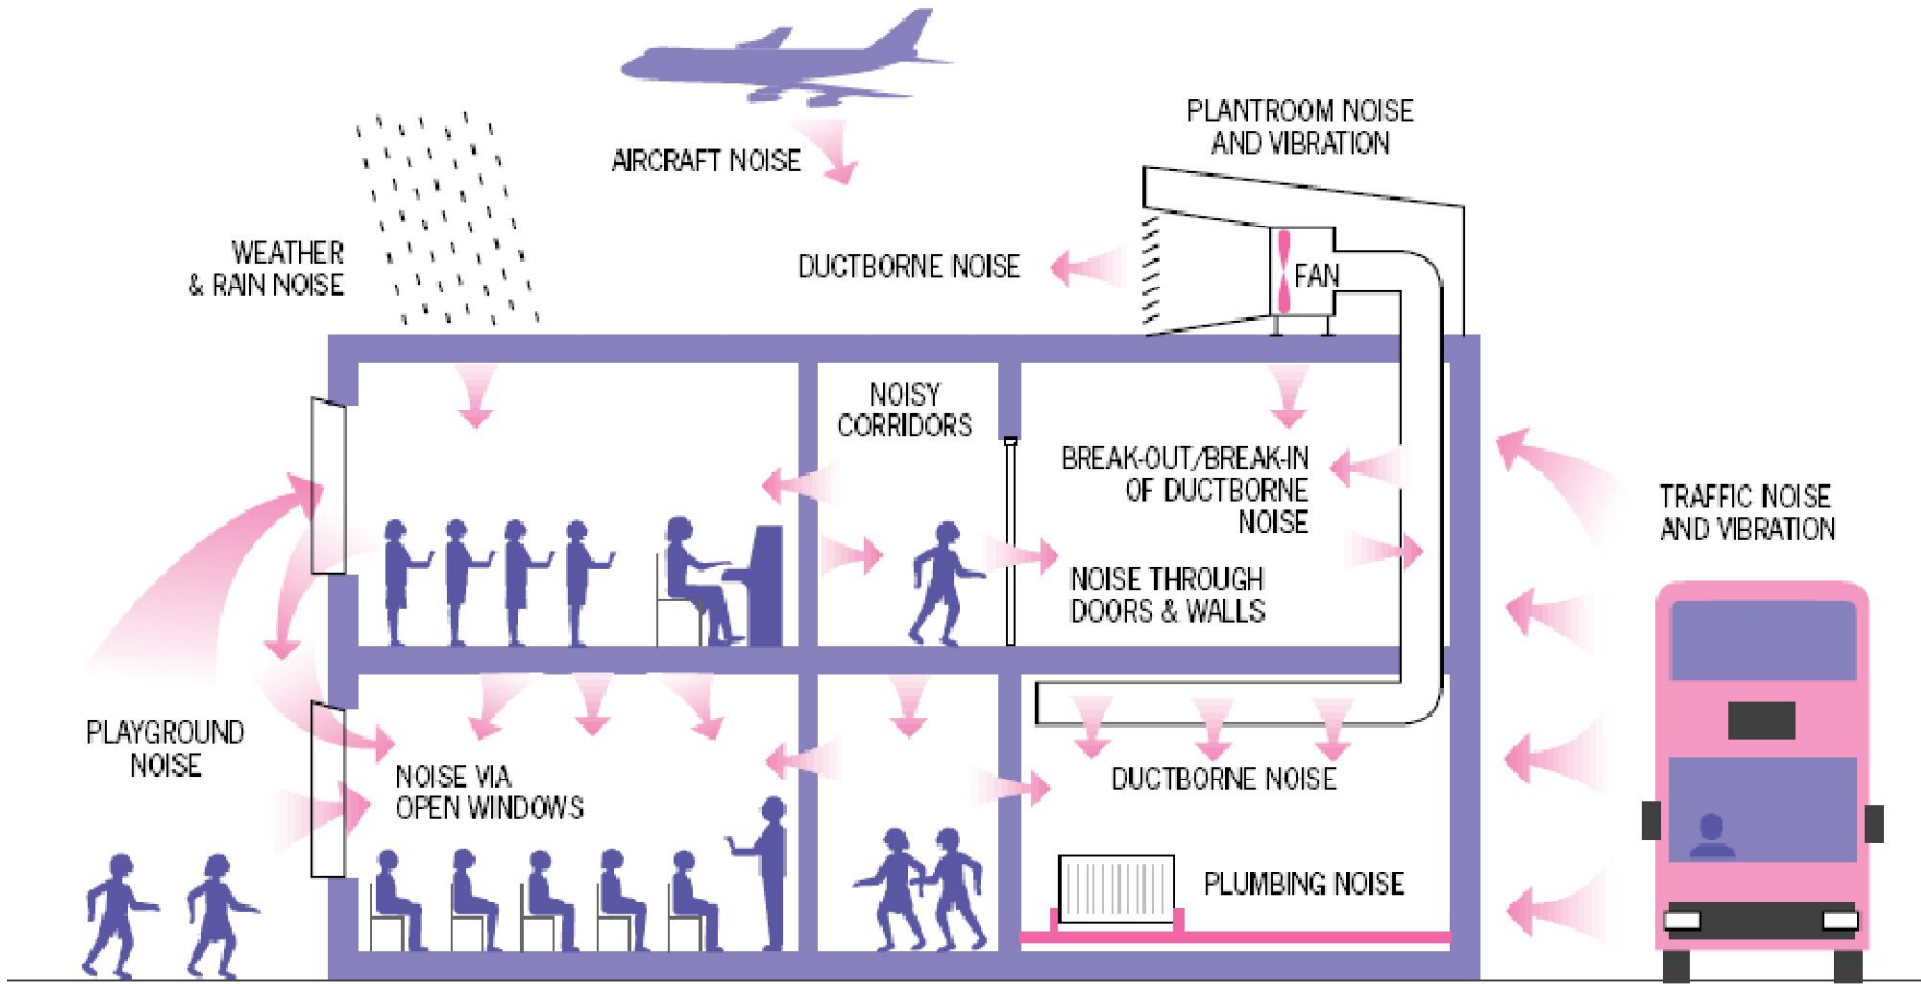 PLANTROOM NOISE
AND VIBRATION
AIRCRAFT NOISE
WEATHER
& RAIN NOISE
DUCTBORNE NOISE
FAN
NOISY
CORRIDORS
BREAK-OUT/BREAK-IN
OF DUCTBORNE
NOISE
TRAFFIC NOISE
AND VIBRATION
NOISE THROUGH
DOORS & WALLS
PLAYGROUND
NOISE
NOISE VIA
OPEN WINDOWS
DUCTBORNE NOISE
PLUMBING NOISE